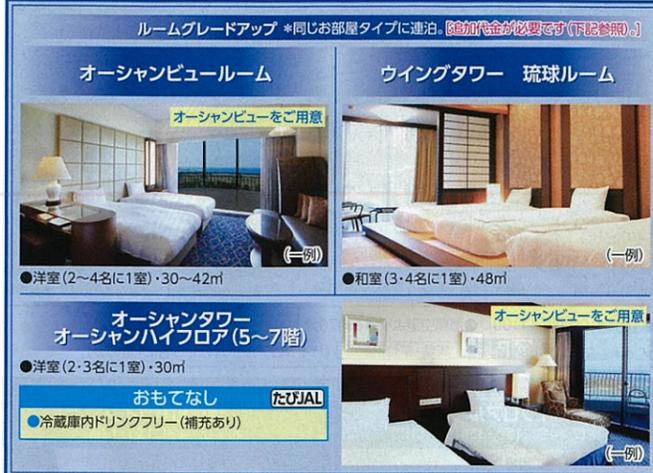 ルームグレードアップ *同じお部屋タイプに連泊。[追加代金が必要です(下記参照)。]
オーシャンビュールーム
オーシャンビューをご用意
(一例)
●洋室(2〜4名に1室)・30〜42㎡
ウイングタワー 琉球ルーム
(一例)
●和室(3・4名に1室)・48㎡
オーシャンタワー
オーシャンハイフロア(5〜7階)
●洋室(2・3名に1室)・30㎡
おもてなし たびJAL
●冷蔵庫内ドリンクフリー(補充あり)
オーシャンビューをご用意
(一例)